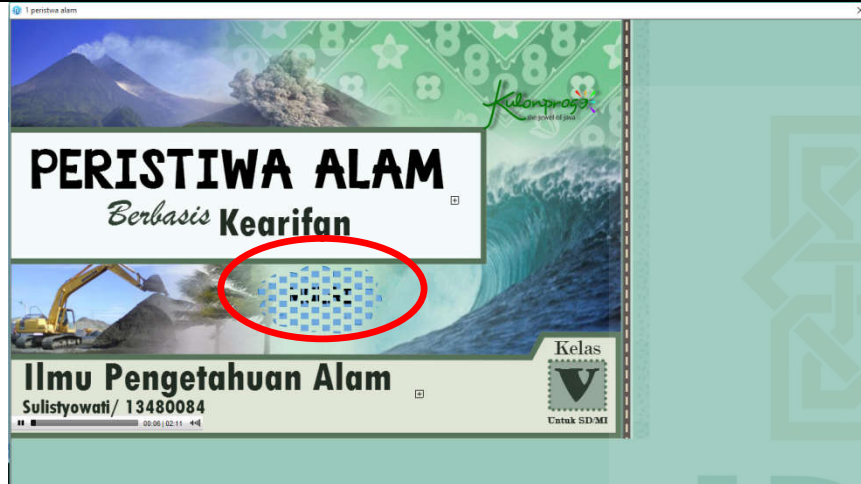 1 peristwa alam
Kulonprogo
the jewel of java
PERISTIWA ALAM
Berbasis Kearifan
Kelas
V
Untuk SD/MI
Ilmu Pengetahuan Alam
Sulistyowati/ 13480084
00:06 | 02:11